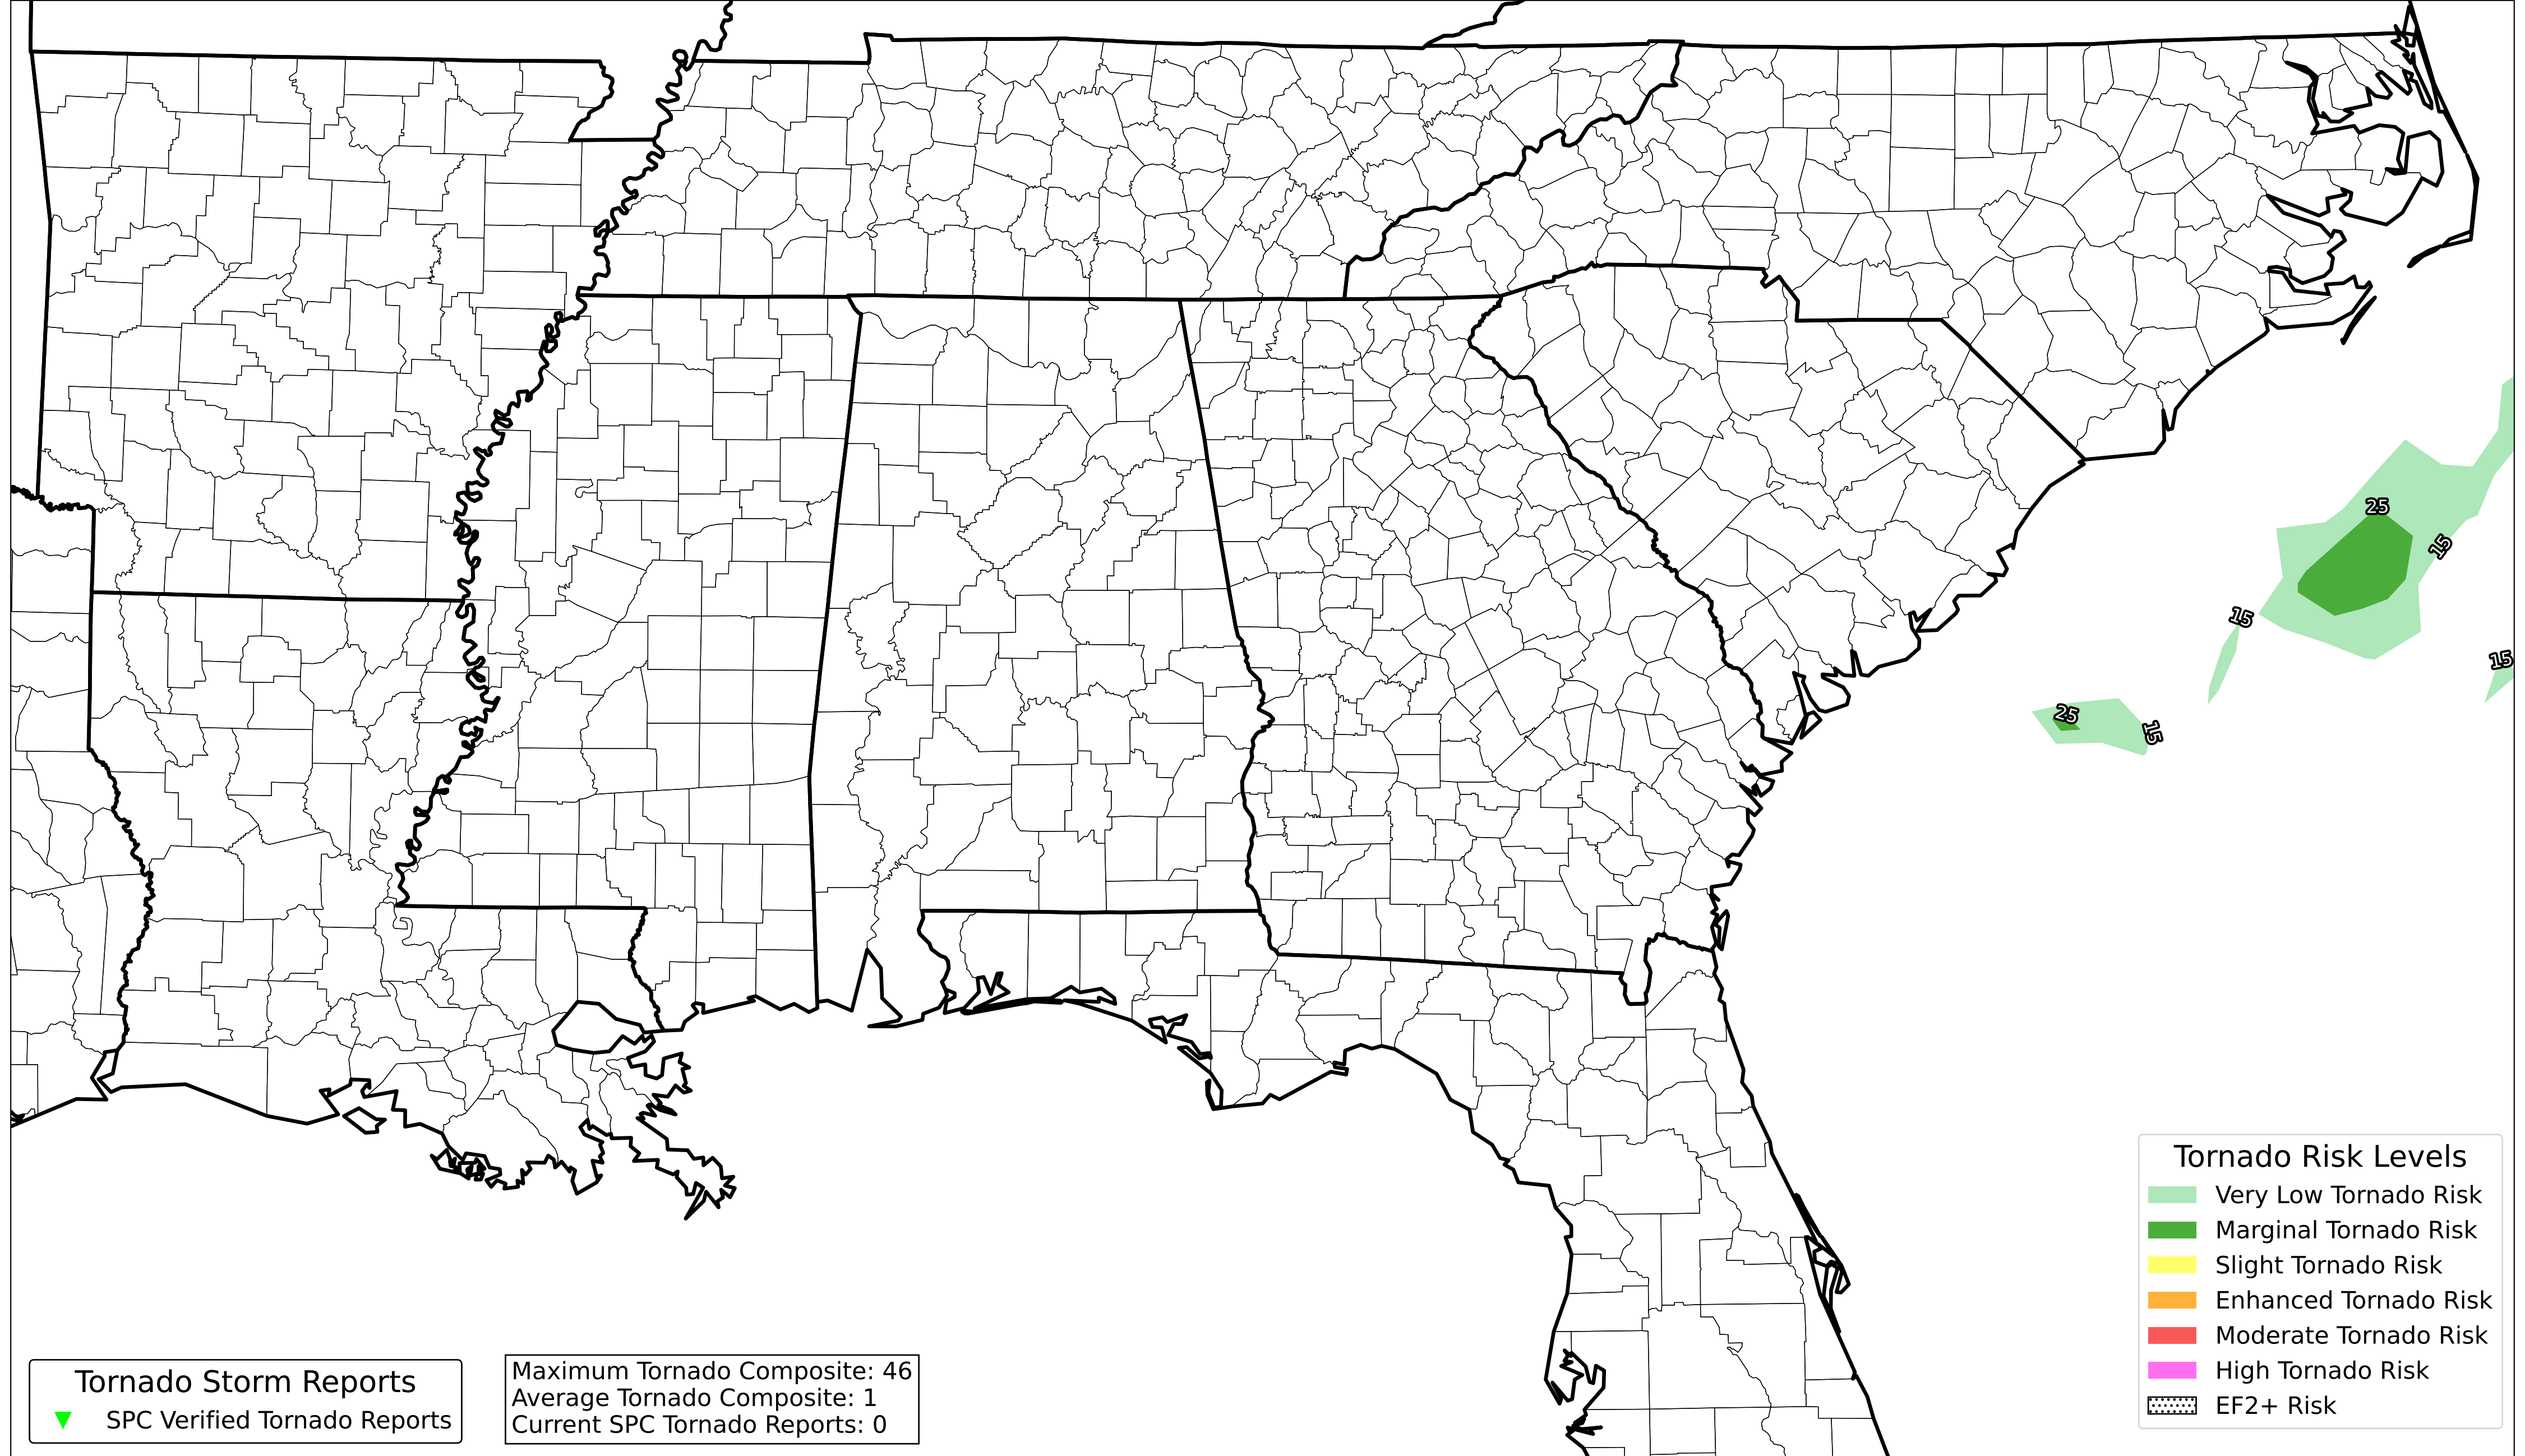 25
15
15
15
25
15
Tornado Risk Levels
Very Low Tornado Risk
Marginal Tornado Risk
Slight Tornado Risk
Enhanced Tornado Risk
Moderate Tornado Risk
High Tornado Risk
EF2+ Risk
Tornado Storm Reports
SPC Verified Tornado Reports
Maximum Tornado Composite: 46
Average Tornado Composite: 1
Current SPC Tornado Reports: 0